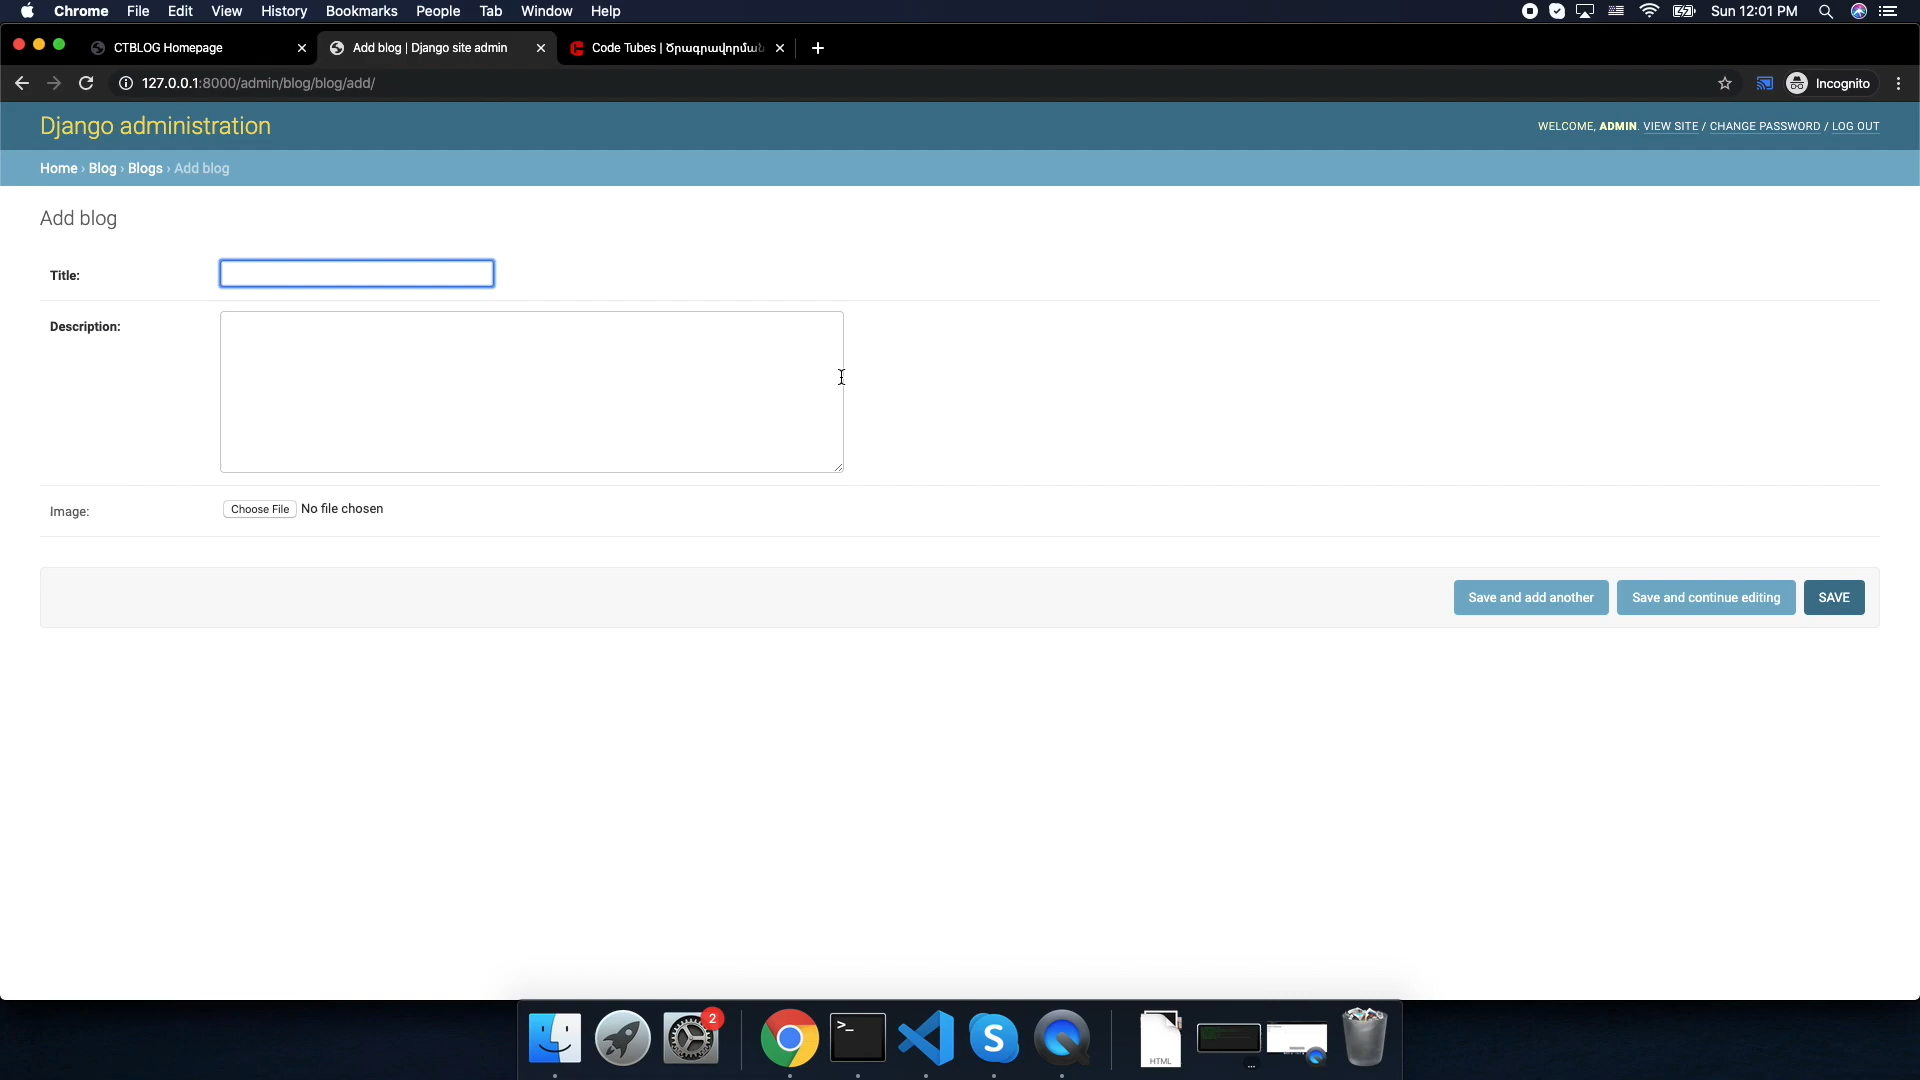 Chrome File Edit View History Bookmarks People Tab Window Help Sun 12:01 PM
CTBLOG Homepage Add blog | Django site admin Code Tubes |
127.0.0.1:8000/admin/blog/blog/add/ Incognito
Django administration
WELCOME, ADMIN. VIEW SITE / CHANGE PASSWORD / LOG OUT
Home › Blog › Blogs › Add blog
Add blog
Title:
Description:
Image: Choose File No file chosen
Save and add another Save and continue editing SAVE
2
>_
S
HTML